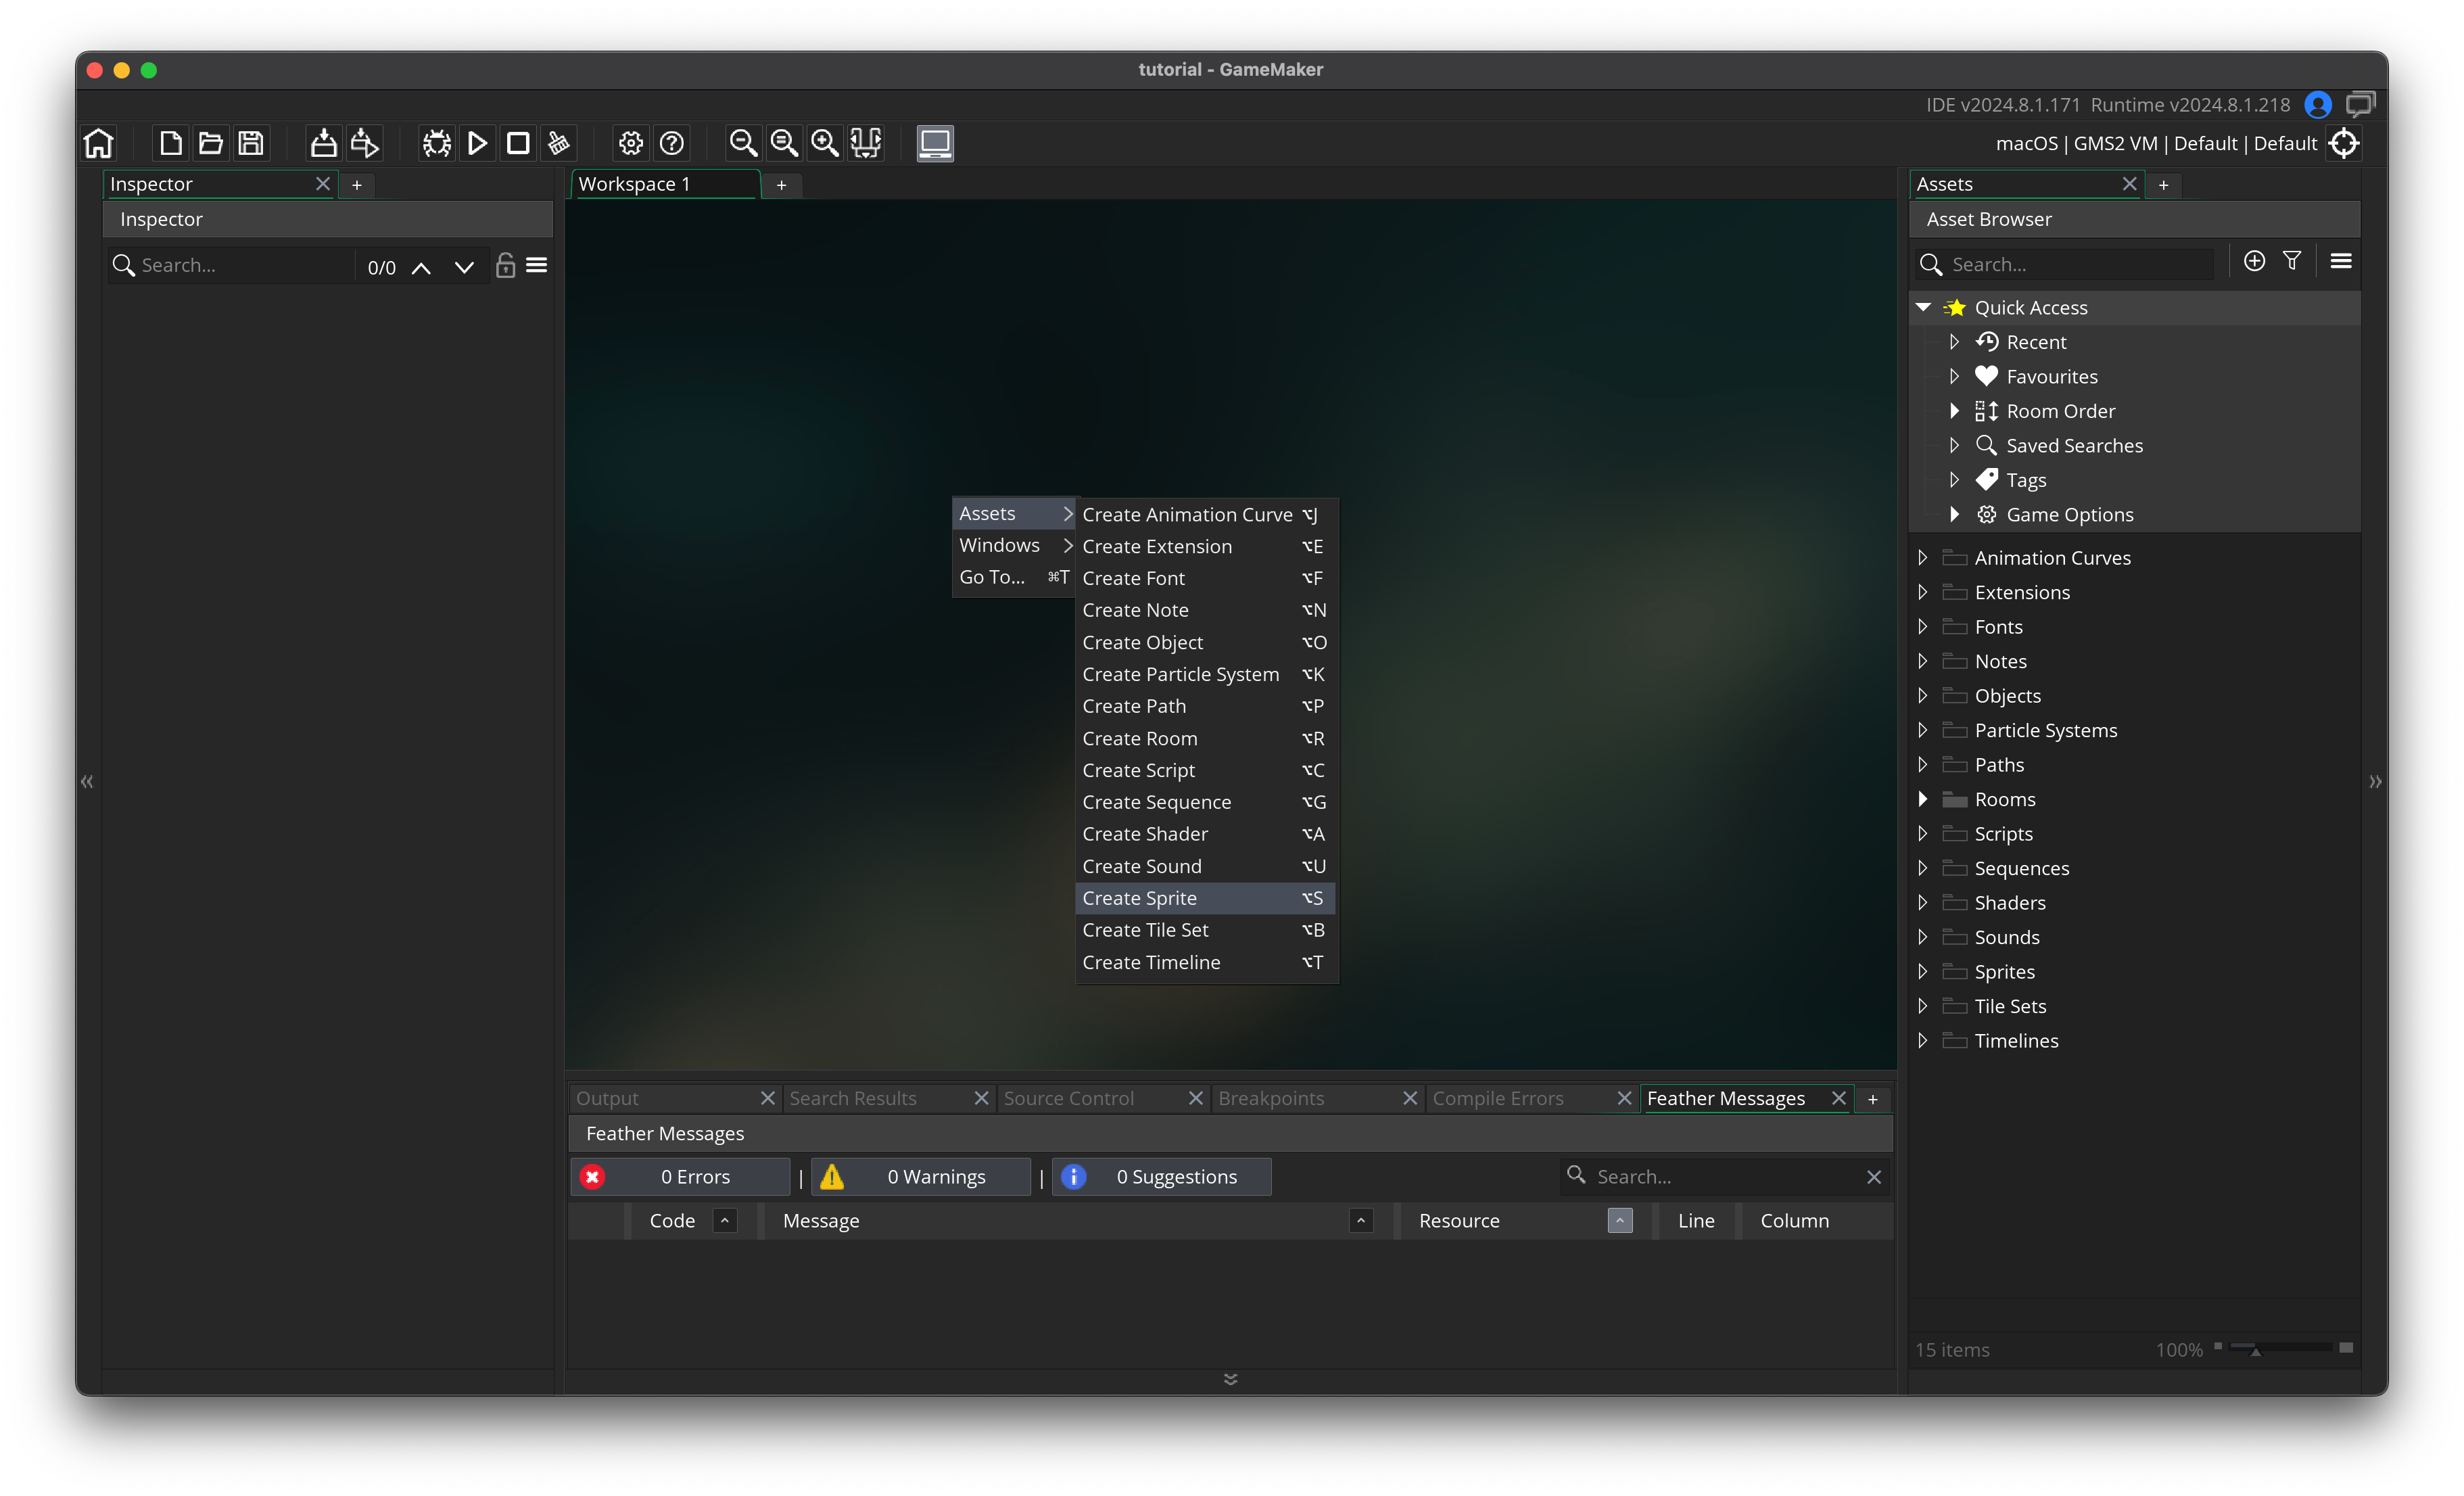 tutorial - GameMaker
IDE v2024.8.1.171 Runtime v2024.8.1.218
macOS | GMS2 VM | Default | Default
Inspector
Inspector
Search...
0/0
Workspace 1
Assets
Windows
Go To... ⌘T
Create Animation Curve ⌥J
Create Extension ⌥E
Create Font ⌥F
Create Note ⌥N
Create Object ⌥O
Create Particle System ⌥K
Create Path ⌥P
Create Room ⌥R
Create Script ⌥C
Create Sequence ⌥G
Create Shader ⌥A
Create Sound ⌥U
Create Sprite ⌥S
Create Tile Set ⌥B
Create Timeline ⌥T
Output
Search Results
Source Control
Breakpoints
Compile Errors
Feather Messages
Feather Messages
0 Errors | 0 Warnings | 0 Suggestions
Search...
Code Message Resource Line Column
Assets
Asset Browser
Search...
Quick Access
Recent
Favourites
Room Order
Saved Searches
Tags
Game Options
Animation Curves
Extensions
Fonts
Notes
Objects
Particle Systems
Paths
Rooms
Scripts
Sequences
Shaders
Sounds
Sprites
Tile Sets
Timelines
15 items 100%